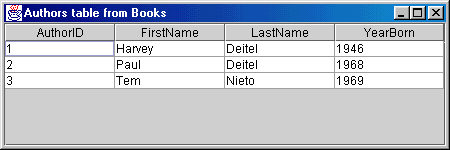 Authors table from Books
AuthorID FirstName LastName YearBorn
1 Harvey Deitel 1946
2 Paul Deitel 1968
3 Tem Nieto 1969